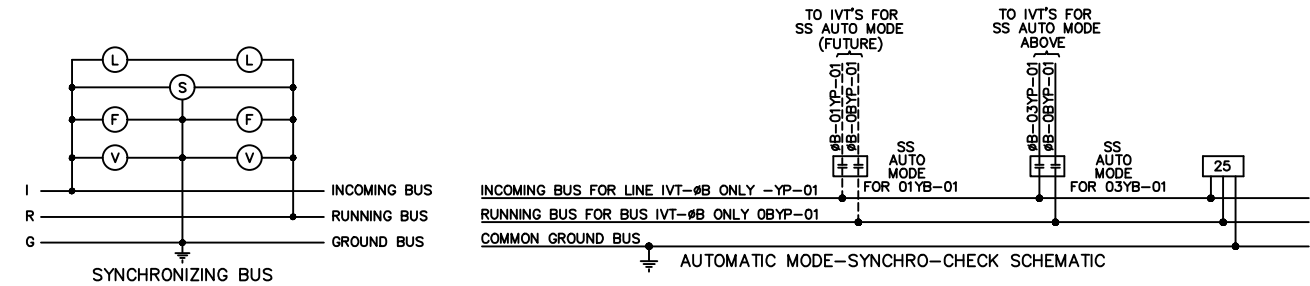 L L
S
F F
V V
I INCOMING BUS
R RUNNING BUS
G GROUND BUS
SYNCHRONIZING BUS
TO IVT'S FOR
SS AUTO MODE
(FUTURE)
øB-01YP-01
øB-0BYP-01
SS
AUTO
MODE
FOR 01YB-01
TO IVT'S FOR
SS AUTO MODE
ABOVE
øB-03YP-01
øB-0BYP-01
SS
AUTO
MODE
FOR 03YB-01
25
INCOMING BUS FOR LINE IVT-øB ONLY -YP-01
RUNNING BUS FOR BUS IVT-øB ONLY 0BYP-01
COMMON GROUND BUS
AUTOMATIC MODE-SYNCHRO-CHECK SCHEMATIC